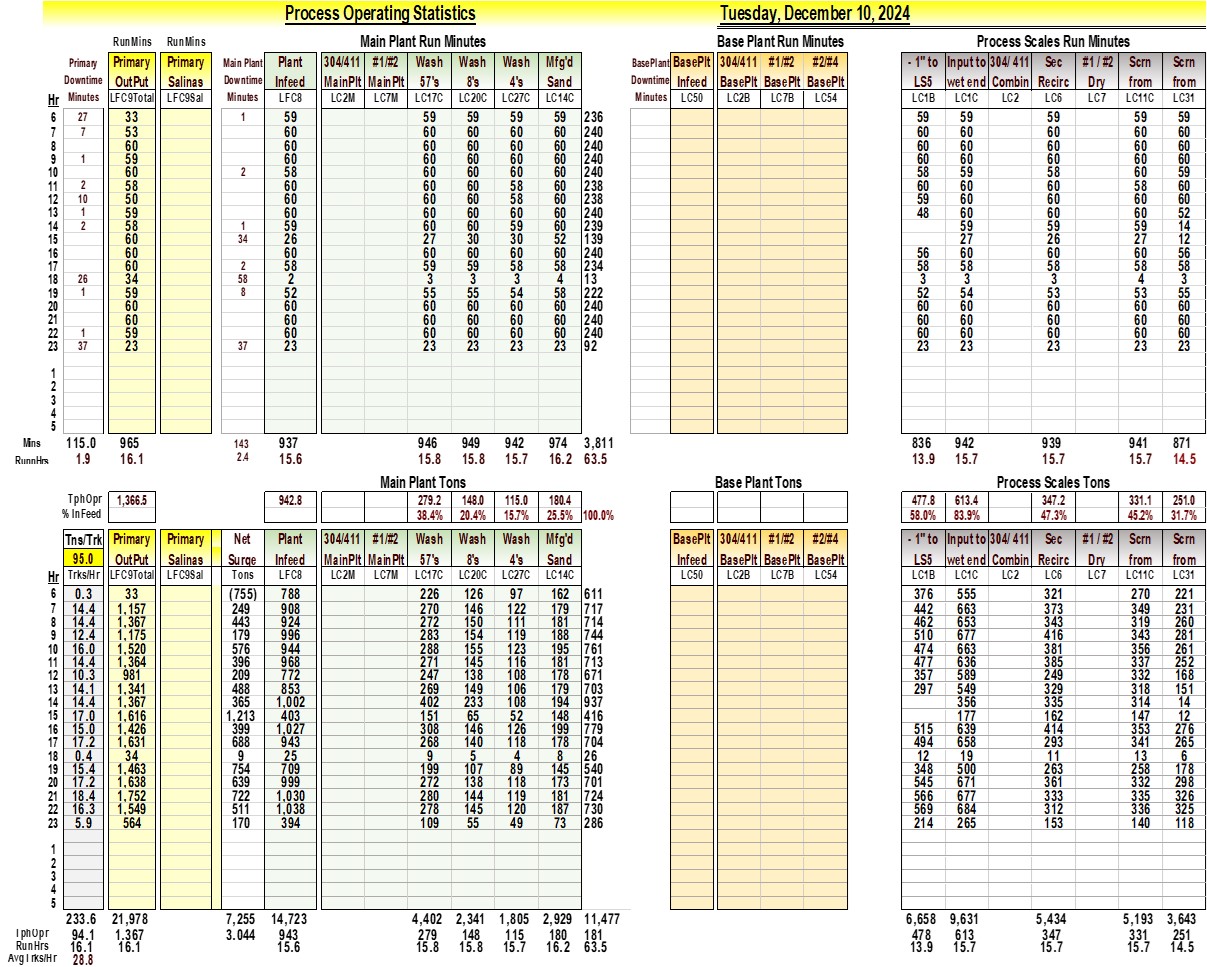 Process Operating Statistics Tuesday, December 10, 2024
RunMins RunMins Main Plant Run Minutes Base Plant Run Minutes Process Scales Run Minutes
Primary Primary Primary Main Plant Plant 304/411 #1/#2 Wash Wash Wash Mfg'd BasePlant BasePlt 304/411 #1/#2 #2/#4 - 1" to Input to 304/ 411 Sec #1 / #2 Scrn Scrn
Downtime OutPut Salinas Downtime Infeed MainPlt MainPlt 57's 8's 4's Sand Downtime Infeed BasePlt BasePlt BasePlt LS5 wet end Combin Recirc Dry from from
Hr Minutes LFC9Total LFC9Sal Minutes LFC8 LC2M LC7M LC17C LC20C LC27C LC14C Minutes LC50 LC2B LC7B LC54 LC1B LC1C LC2 LC6 LC7 LC11C LC31
6 27 33 1 59 59 59 59 59 236 59 59 59 59 59
7 7 53 60 60 60 60 60 240 60 60 60 60 60
8 60 60 60 60 60 60 240 60 60 60 60 60
9 1 59 60 60 60 60 60 240 60 60 60 60 60
10 60 2 58 60 60 60 60 240 58 59 58 60 59
11 2 58 60 60 60 58 60 238 60 60 60 58 60
12 10 50 60 60 60 58 60 238 59 60 60 60 60
13 1 59 60 60 60 60 60 240 48 60 60 60 52
14 2 58 1 59 60 60 59 60 239 59 59 59 14
15 60 34 26 27 30 30 52 139 27 26 27 12
16 60 60 60 60 60 60 240 56 60 60 60 56
17 60 2 58 59 59 58 58 234 58 58 58 58 58
18 26 34 58 2 3 3 3 4 13 3 3 3 4 3
19 1 59 8 52 55 55 54 58 222 52 54 53 53 55
20 60 60 60 60 60 60 240 60 60 60 60 60
21 60 60 60 60 60 60 240 60 60 60 60 60
22 1 59 60 60 60 60 60 240 60 60 60 60 60
23 37 23 37 23 23 23 23 23 92 23 23 23 23 23
1
2
3
4
5
Mins 115.0 965 143 937 946 949 942 974 3,811 836 942 939 941 871
RunnHrs 1.9 16.1 2.4 15.6 15.8 15.8 15.7 16.2 63.5 13.9 15.7 15.7 15.7 14.5
Main Plant Tons Base Plant Tons Process Scales Tons
TphOpr 1,366.5 942.8 279.2 148.0 115.0 180.4 477.8 613.4 347.2 331.1 251.0
% InFeed 38.4% 20.4% 15.7% 25.5% 100.0% 58.0% 83.9% 47.3% 45.2% 31.7%
Tns/Trk Primary Primary Net Plant 304/411 #1/#2 Wash Wash Wash Mfg'd BasePlt 304/411 #1/#2 #2/#4 - 1" to Input to 304/ 411 Sec #1 / #2 Scrn Scrn
95.0 OutPut Salinas Surge Infeed MainPlt MainPlt 57's 8's 4's Sand Infeed BasePlt BasePlt BasePlt LS5 wet end Combin Recirc Dry from from
Hr Trks/Hr LFC9Total LFC9Sal Tons LFC8 LC2M LC7M LC17C LC20C LC27C LC14C LC50 LC2B LC7B LC54 LC1B LC1C LC2 LC6 LC7 LC11C LC31
6 0.3 33 (755) 788 226 126 97 162 611 376 555 321 270 221
7 14.4 1,157 249 908 270 146 122 179 717 442 663 373 349 231
8 14.4 1,367 443 924 272 150 111 181 714 462 653 343 319 260
9 12.4 1,175 179 996 283 154 119 188 744 510 677 416 343 281
10 16.0 1,520 576 944 288 155 123 195 761 474 663 381 356 261
11 14.4 1,364 396 968 271 145 116 181 713 477 636 385 337 252
12 10.3 981 209 772 247 138 108 178 671 357 589 249 332 168
13 14.1 1,341 488 853 269 149 106 179 703 297 549 329 318 151
14 14.4 1,367 365 1,002 402 233 108 194 937 356 335 314 14
15 17.0 1,616 1,213 403 151 65 52 148 416 177 162 147 12
16 15.0 1,426 399 1,027 308 146 126 199 779 515 639 414 353 276
17 17.2 1,631 688 943 268 140 118 178 704 494 658 293 341 265
18 0.4 34 9 25 9 5 4 8 26 12 19 11 13 6
19 15.4 1,463 754 709 199 107 89 145 540 348 500 263 258 178
20 17.2 1,638 639 999 272 138 118 173 701 545 671 361 332 298
21 18.4 1,752 722 1,030 280 144 119 181 724 566 677 333 335 326
22 16.3 1,549 511 1,038 278 145 120 187 730 569 684 312 336 325
23 5.9 564 170 394 109 55 49 73 286 214 265 153 140 118
1
2
3
4
5
233.6 21,978 7,255 14,723 4,402 2,341 1,805 2,929 11,477 6,658 9,631 5,434 5,193 3,643
TphOpr 94.1 1,367 3.044 943 279 148 115 180 181 478 613 347 331 251
RunHrs 16.1 16.1 15.6 15.8 15.8 15.7 16.2 63.5 13.9 15.7 15.7 15.7 14.5
Avg Trks/Hr 28.8